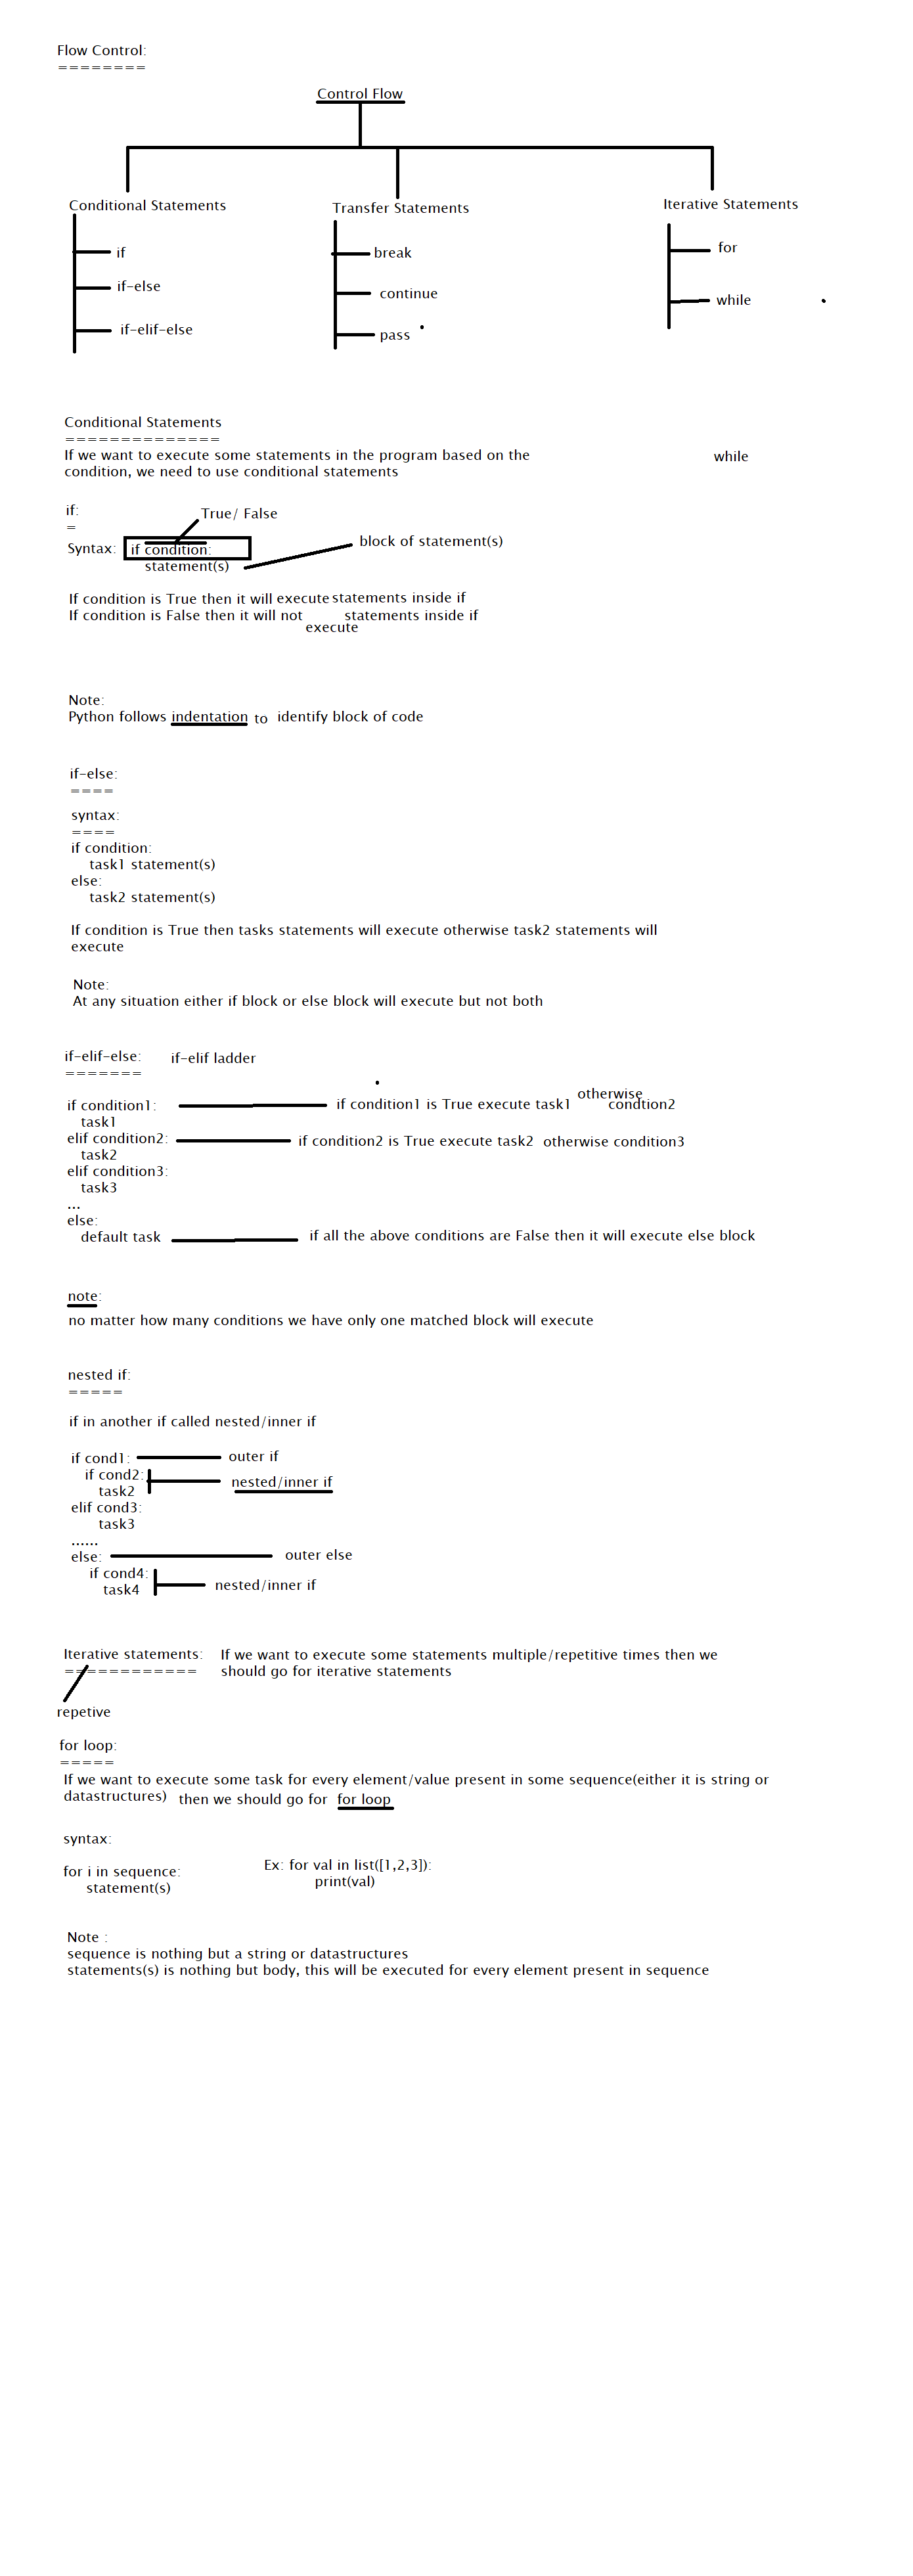 Flow Control:
========
Control Flow
Conditional Statements
if
if-else
if-elif-else
Transfer Statements
break
continue
pass
Iterative Statements
for
while
Conditional Statements
==============
If we want to execute some statements in the program based on the
condition, we need to use conditional statements
while
if:
=
True/ False
Syntax: if condition:
statement(s)
block of statement(s)
If condition is True then it will execute statements inside if
If condition is False then it will not execute statements inside if
Note:
Python follows indentation to identify block of code
if-else:
====
syntax:
====
if condition:
task1 statement(s)
else:
task2 statement(s)
If condition is True then tasks statements will execute otherwise task2 statements will
execute
Note:
At any situation either if block or else block will execute but not both
if-elif-else: if-elif ladder
=======
if condition1: if condtion1 is True execute task1 otherwise condtion2
task1
elif condition2: if condition2 is True execute task2 otherwise condition3
task2
elif condition3:
task3
...
else:
default task if all the above conditions are False then it will execute else block
note:
no matter how many conditions we have only one matched block will execute
nested if:
=====
if in another if called nested/inner if
if cond1: outer if
if cond2:
task2 nested/inner if
elif cond3:
task3
......
else: outer else
if cond4:
task4 nested/inner if
Iterative statements: If we want to execute some statements multiple/repetitive times then we
============ should go for iterative statements
repetive
for loop:
=====
If we want to execute some task for every element/value present in some sequence(either it is string or
datastructures) then we should go for for loop
syntax:
for i in sequence:
statement(s)
Ex: for val in list([1,2,3]):
print(val)
Note :
sequence is nothing but a string or datastructures
statements(s) is nothing but body, this will be executed for every element present in sequence